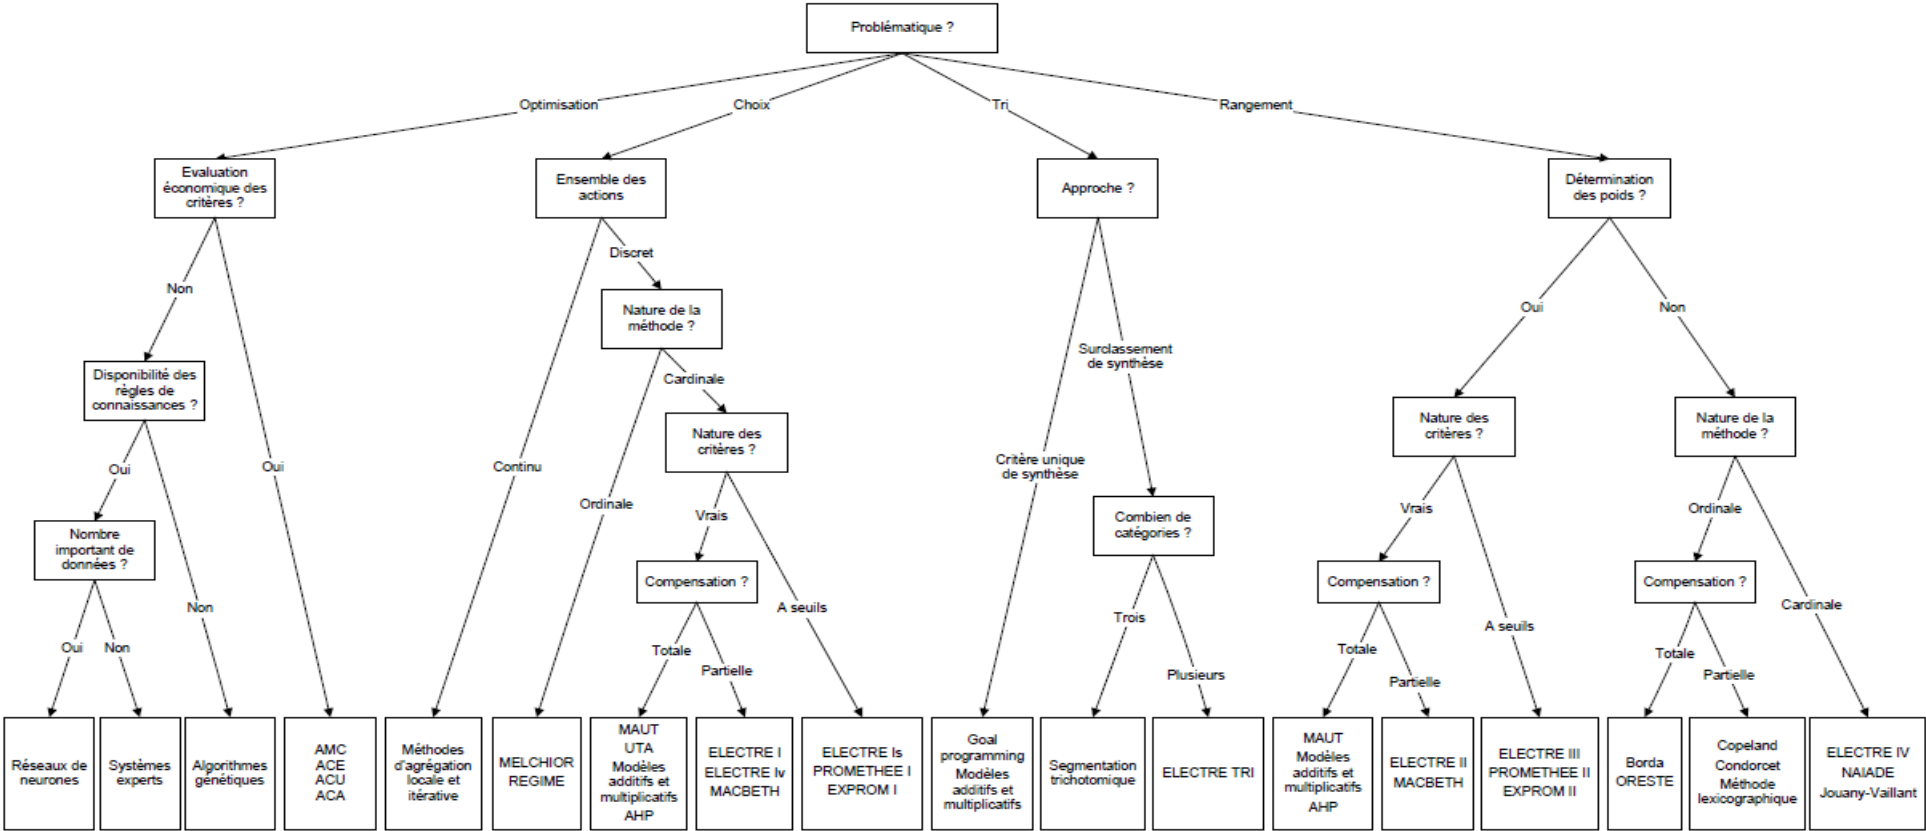 Problématique ?
Optimisation
Choix
Tri
Rangement
Evaluation
économique des
critères ?
Ensemble des
actions
Approche ?
Détermination
des poids ?
Discret
Non
Nature de la
méthode ?
Oui
Non
Surclassement
de synthèse
Disponibilité des
règles de
connaissances ?
Cardinale
Nature des
critères ?
Nature des
critères ?
Nature de la
méthode ?
Oui
Oui
Continu
Critère unique
de synthèse
Ordinale
Vrais
Combien de
catégories ?
Vrais
Ordinale
Nombre
important de
données ?
Compensation ?
Compensation ?
Compensation ?
Non
A seuils
Trois
A seuils
Cardinale
Oui
Non
Totale
Partielle
Plusieurs
Totale
Partielle
Totale
Partielle
Réseaux de
neurones
Systèmes
experts
Algorithmes
génétiques
AMC
ACE
ACU
ACA
Méthodes
d'agrégation
locale et
itérative
MELCHIOR
REGIME
MAUT
UTA
Modèles
additifs et
multiplicatifs
AHP
ELECTRE I
ELECTRE Iv
MACBETH
ELECTRE Is
PROMETHEE I
EXPROM I
Goal
programming
Modèles
additifs et
multiplicatifs
Segmentation
trichotomique
ELECTRE TRI
MAUT
Modèles
additifs et
multiplicatifs
AHP
ELECTRE II
MACBETH
ELECTRE III
PROMETHEE II
EXPROM II
Borda
ORESTE
Copeland
Condorcet
Méthode
lexicographique
ELECTRE IV
NAIADE
Jouany-Vaillant